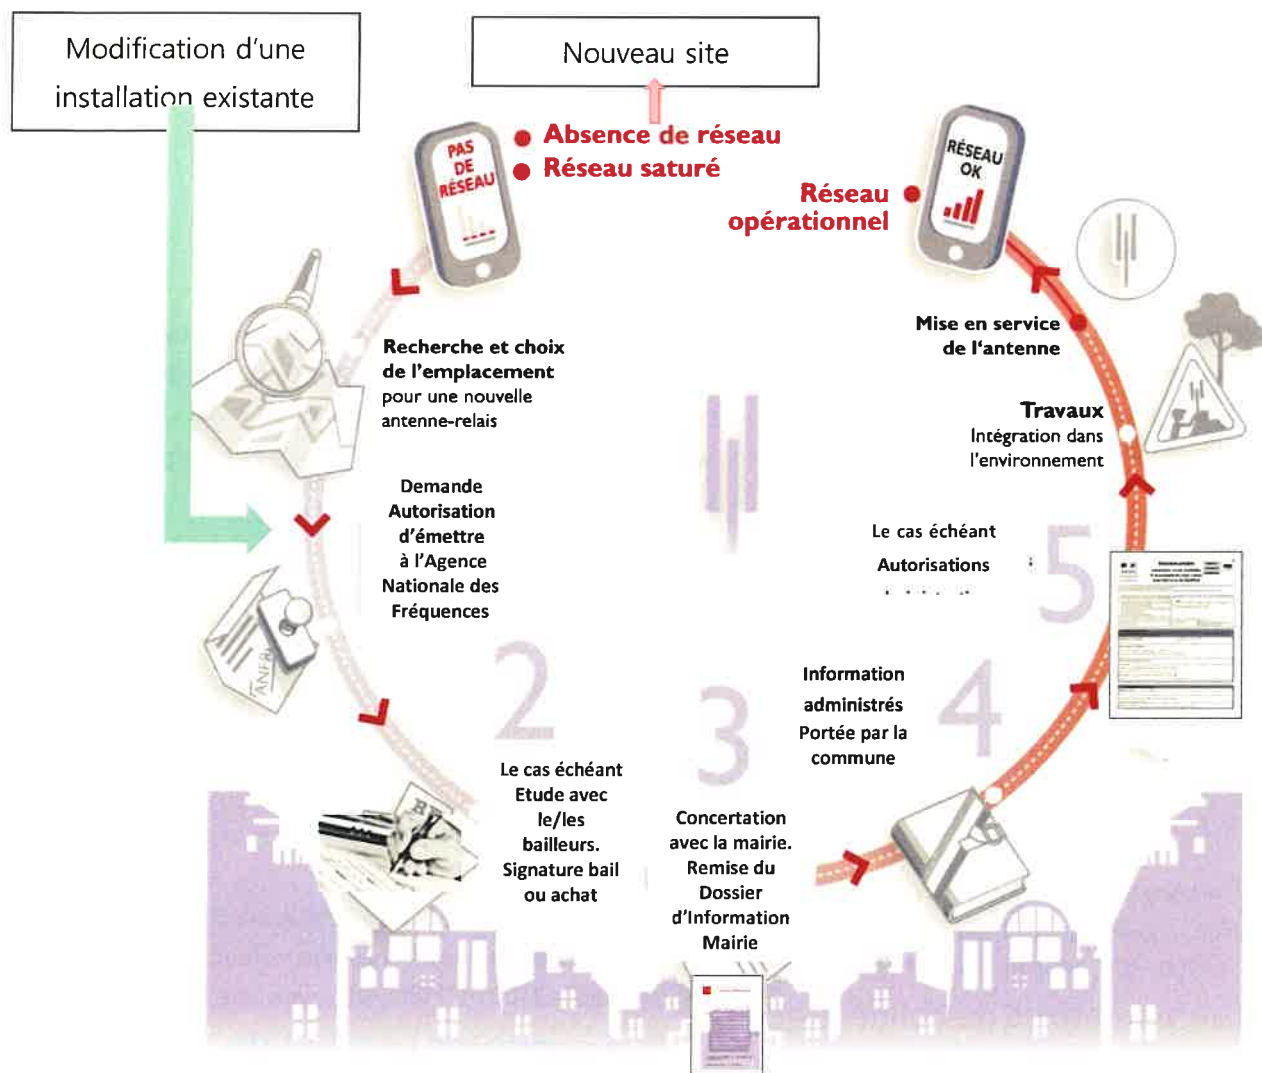 Modification d'une
installation existante
Nouveau site
PAS
DE
RÉSEAU
Absence de réseau
Réseau saturé
RÉSEAU
OK
Réseau
opérationnel
Mise en service
de l'antenne
Recherche et choix
de l'emplacement
pour une nouvelle
antenne-relais
Travaux
Intégration dans
l'environnement
Demande
Autorisation
d'émettre
à l'Agence
Nationale des
Fréquences
ANFR
Le cas échéant
Autorisations
5
2
Le cas échéant
Etude avec
le/les
bailleurs.
Signature bail
ou achat
3
Concertation
avec la mairie.
Remise du
Dossier
d'Information
Mairie
4
Information
administrés
Portée par la
commune